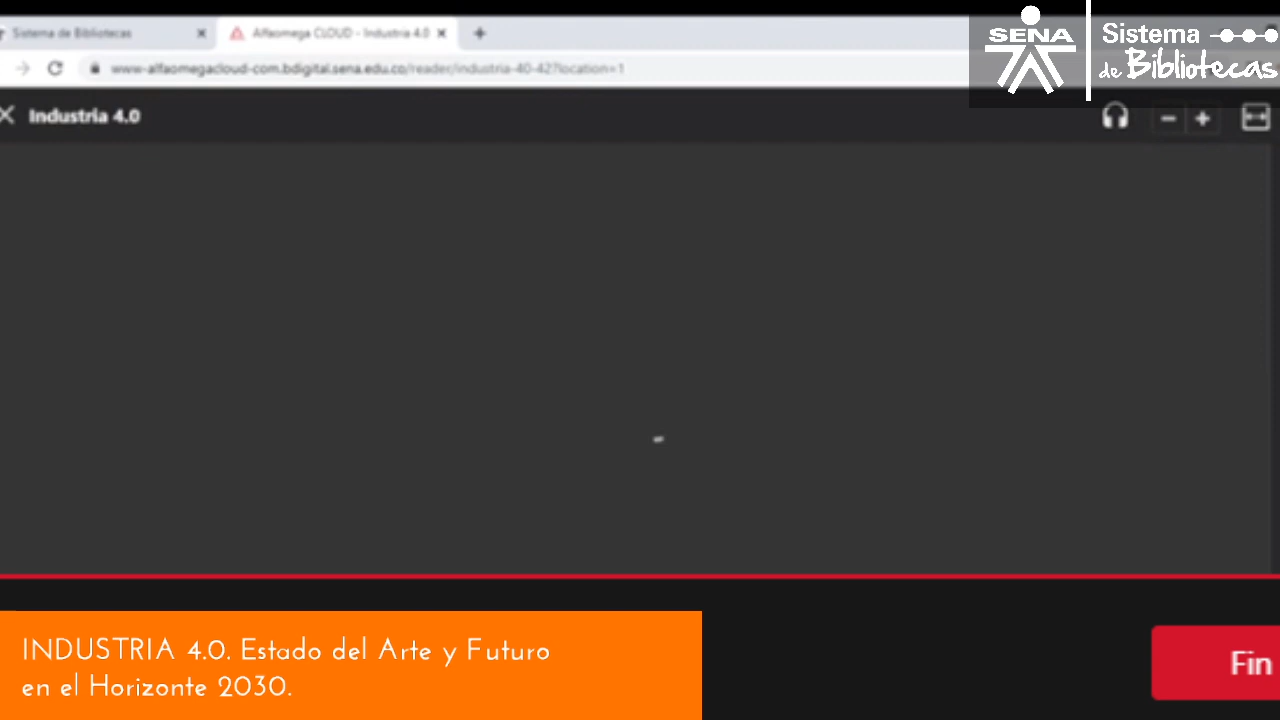 Sistema de Bibliotecas
Alfaomega CLOUD - Industria 4.0
www-alfaomegacloud-com.bdigital.sena.edu.co/reader/industria-40-42?location=1
SENA
Sistema
de Bibliotecas
Industria 4.0
INDUSTRIA 4.0. Estado del Arte y Futuro
en el Horizonte 2030.
Fin